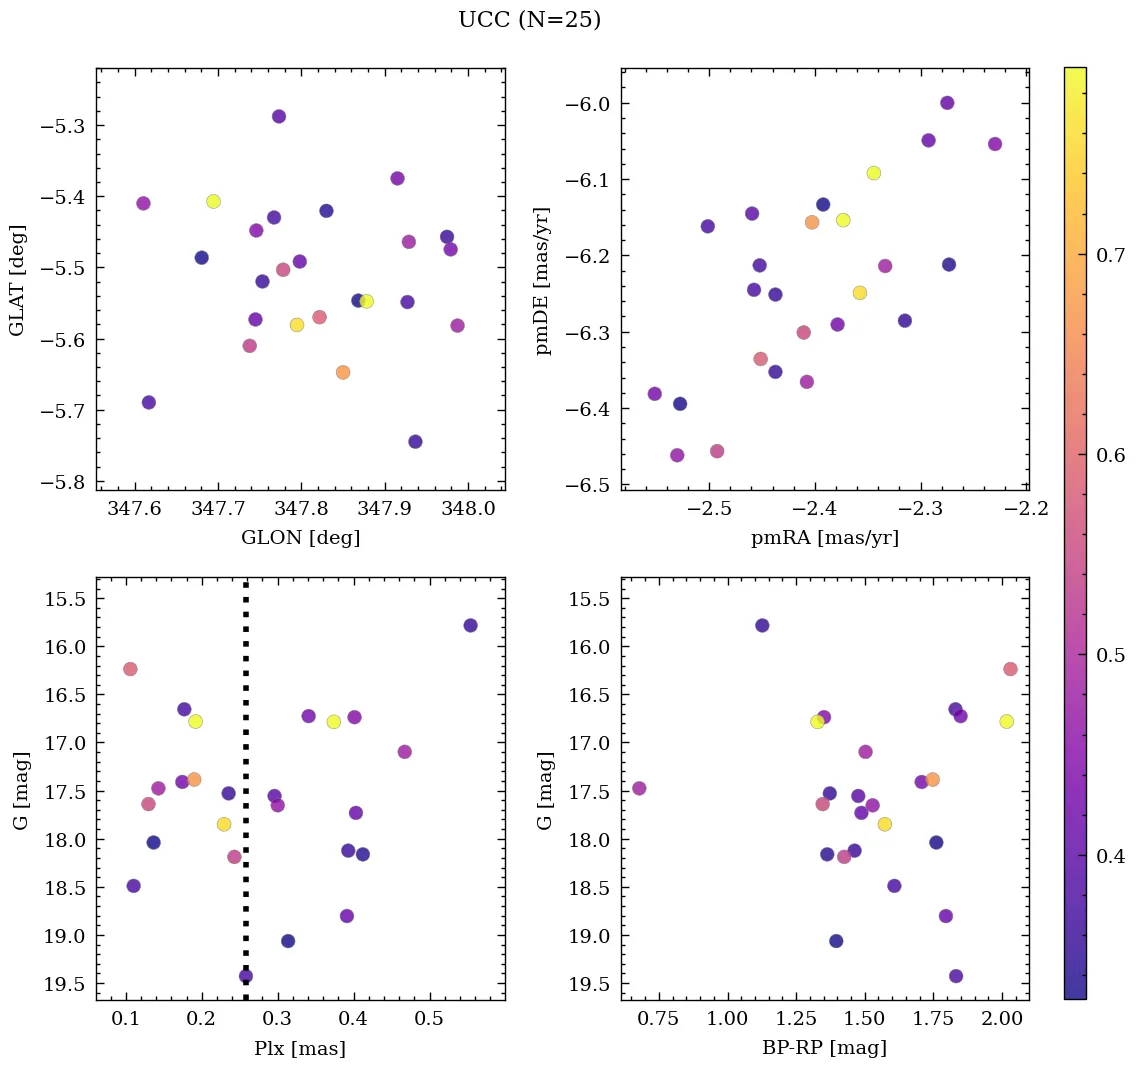 UCC (N=25)
−5.3
−5.4
−5.5
−5.6
−5.7
−5.8
GLAT [deg]
347.6 347.7 347.8 347.9 348.0
GLON [deg]
−6.0
−6.1
−6.2
−6.3
−6.4
−6.5
pmDE [mas/yr]
−2.5 −2.4 −2.3 −2.2
pmRA [mas/yr]
15.5
16.0
16.5
17.0
17.5
18.0
18.5
19.0
19.5
G [mag]
0.1 0.2 0.3 0.4 0.5
Plx [mas]
15.5
16.0
16.5
17.0
17.5
18.0
18.5
19.0
19.5
G [mag]
0.75 1.00 1.25 1.50 1.75 2.00
BP-RP [mag]
0.7
0.6
0.5
0.4